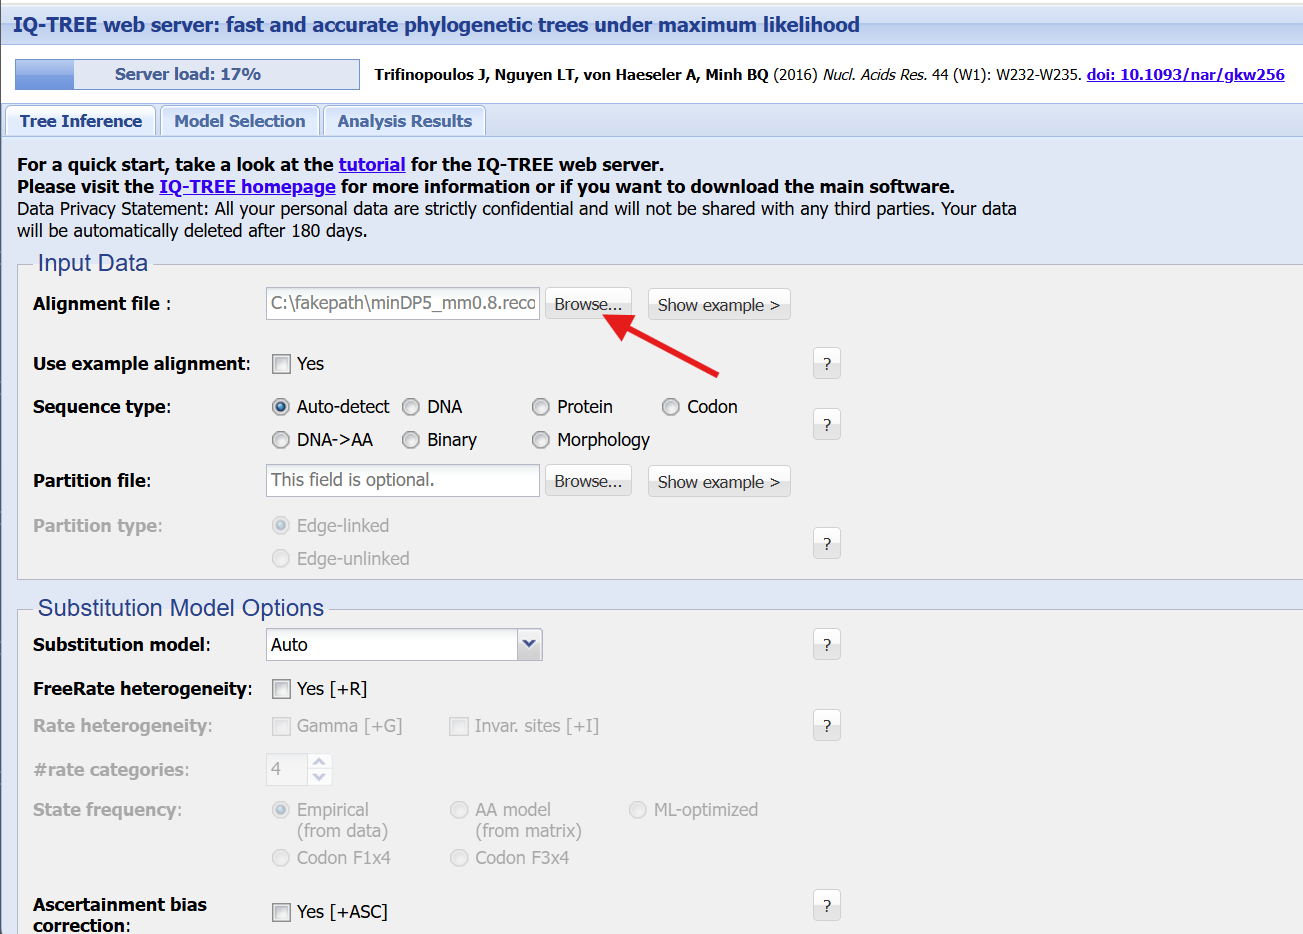 IQ-TREE web server: fast and accurate phylogenetic trees under maximum likelihood
Server load: 17% Trifinopoulos J, Nguyen LT, von Haeseler A, Minh BQ (2016) Nucl. Acids Res. 44 (W1): W232-W235. doi: 10.1093/nar/gkw256
Tree Inference Model Selection Analysis Results
For a quick start, take a look at the tutorial for the IQ-TREE web server.
Please visit the IQ-TREE homepage for more information or if you want to download the main software.
Data Privacy Statement: All your personal data are strictly confidential and will not be shared with any third parties. Your data
will be automatically deleted after 180 days.
Input Data
Alignment file : C:\fakepath\minDP5_mm0.8.reco Browse... Show example >
Use example alignment: Yes ?
Sequence type: Auto-detect DNA Protein Codon
DNA->AA Binary Morphology ?
Partition file: This field is optional. Browse... Show example >
Partition type: Edge-linked
Edge-unlinked ?
Substitution Model Options
Substitution model: Auto ?
FreeRate heterogeneity: Yes [+R]
Rate heterogeneity: Gamma [+G] Invar. sites [+I] ?
#rate categories: 4
State frequency: Empirical AA model ML-optimized
(from data) (from matrix)
Codon F1x4 Codon F3x4
Ascertainment bias
correction: Yes [+ASC] ?